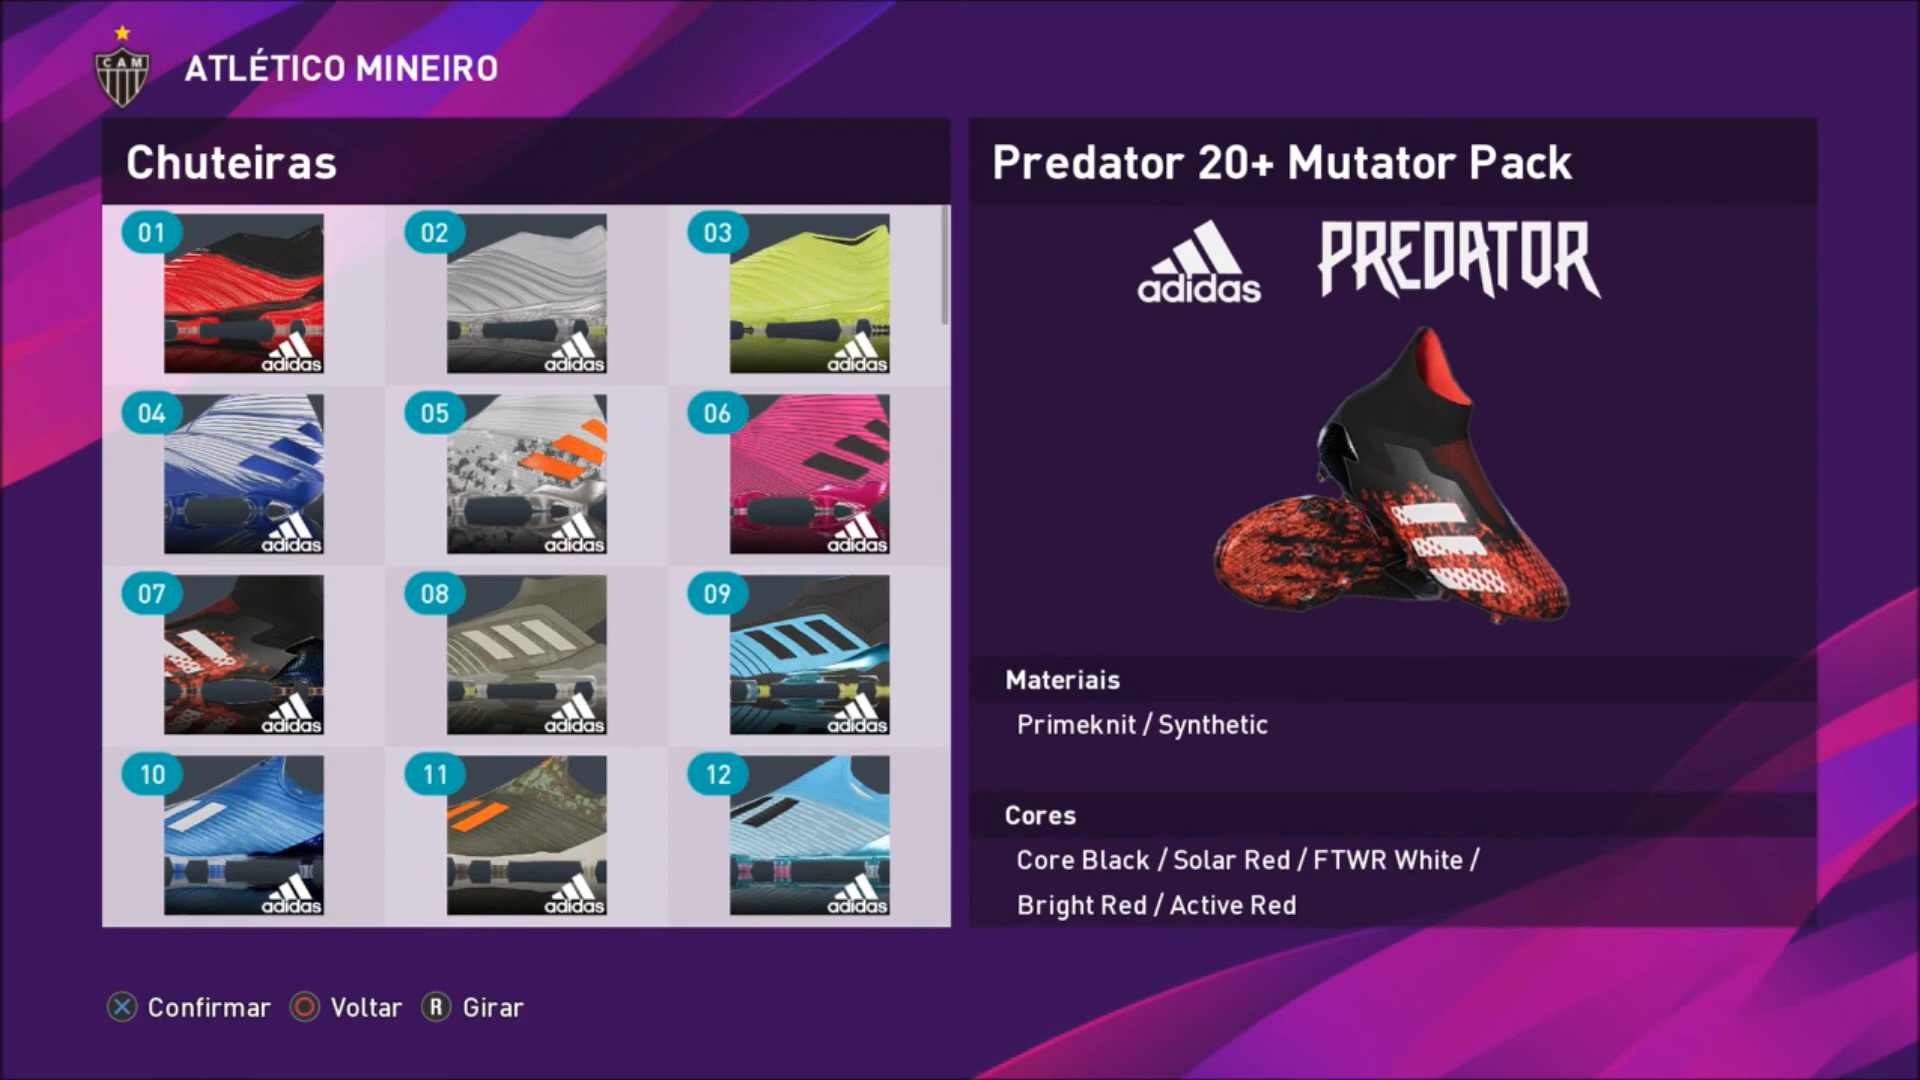 CAM
ATLÉTICO MINEIRO
Chuteiras
01
adidas
02
adidas
03
adidas
04
adidas
05
adidas
06
adidas
07
adidas
08
adidas
09
adidas
10
adidas
11
adidas
12
adidas
Predator 20+ Mutator Pack
adidas
PREDATOR
Materiais
Primeknit / Synthetic
Cores
Core Black / Solar Red / FTWR White /
Bright Red / Active Red
Confirmar
Voltar
R Girar